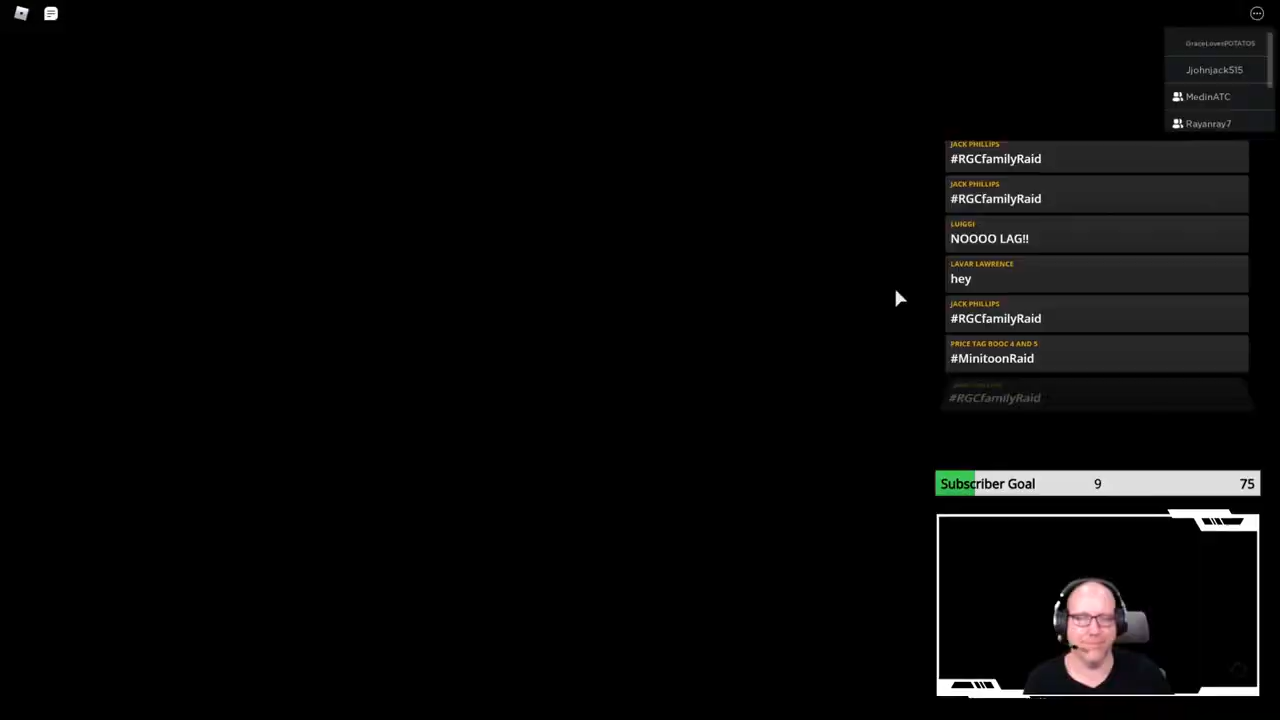 GraceLovesPOTATOS
Jjohnjack515
MedinATC
Rayanray7
JACK PHILLIPS
#RGCfamilyRaid
JACK PHILLIPS
#RGCfamilyRaid
LUIGGI
NOOOO LAG!!
LAVAR LAWRENCE
hey
JACK PHILLIPS
#RGCfamilyRaid
PRICE TAG BOOC 4 AND 5
#MinitoonRaid
#RGCfamilyRaid
Subscriber Goal 9 75